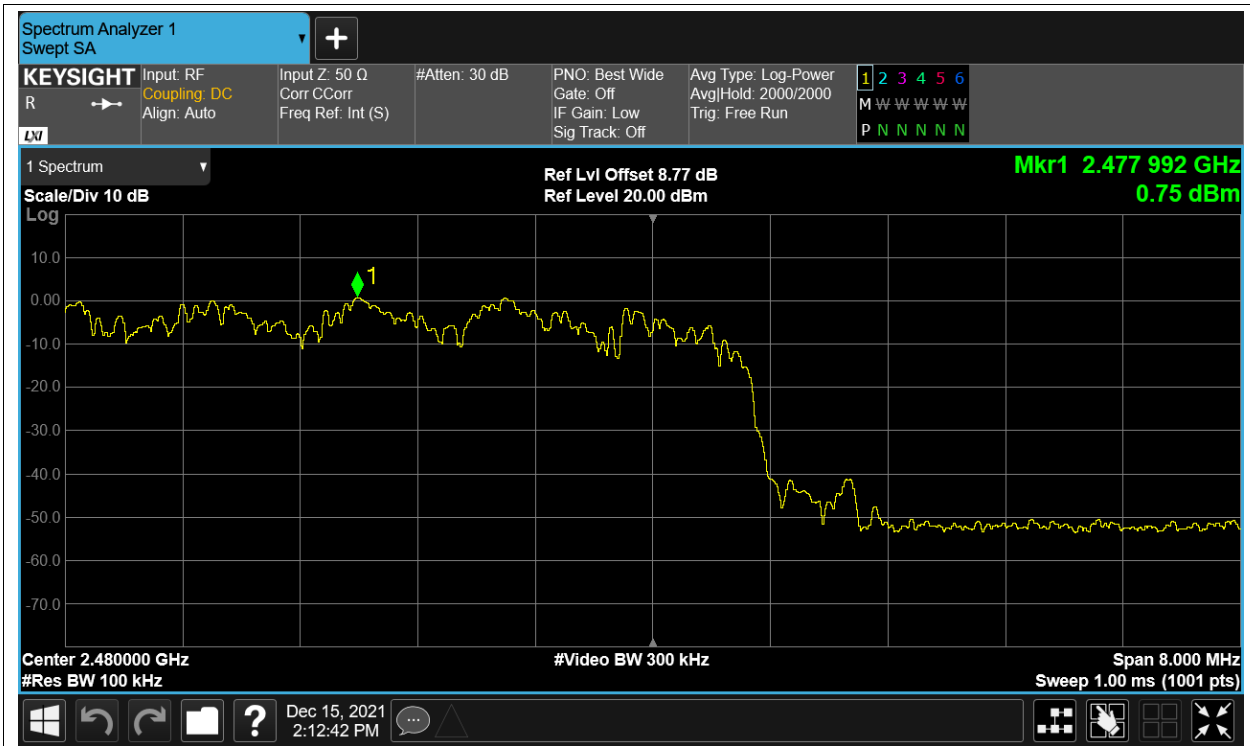 Spectrum Analyzer 1
Swept SA
KEYSIGHT
R
LXI
Input: RF
Coupling: DC
Align: Auto
Input Z: 50 Ω
Corr CCorr
Freq Ref: Int (S)
#Atten: 30 dB
PNO: Best Wide
Gate: Off
IF Gain: Low
Sig Track: Off
Avg Type: Log-Power
Avg|Hold: 2000/2000
Trig: Free Run
1 2 3 4 5 6
M W W W W W
P N N N N N
1 Spectrum
Scale/Div 10 dB
Log
Ref Lvl Offset 8.77 dB
Ref Level 20.00 dBm
Mkr1 2.477 992 GHz
0.75 dBm
10.0
1
0.00
-10.0
-20.0
-30.0
-40.0
-50.0
-60.0
-70.0
Center 2.480000 GHz
#Video BW 300 kHz
Span 8.000 MHz
#Res BW 100 kHz
Sweep 1.00 ms (1001 pts)
?
Dec 15, 2021
2:12:42 PM